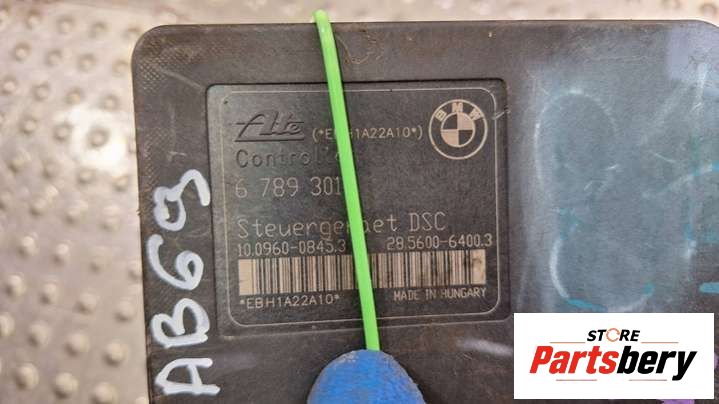 Ate (*EBH1A22A10*)
BMW
6 789 301
DSC
10.0960-0845.3 28.5600-6400.3
*EBH1A22A10*
MADE IN HUNGARY
AB69
STORE
Partsbery